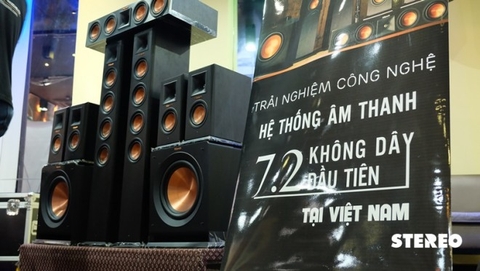 TRẢI NGHIỆM CÔNG NGHỆ
HỆ THỐNG ÂM THANH
7.2 KHÔNG DÂY
ĐẦU TIÊN
TẠI VIỆT NAM
STEREO